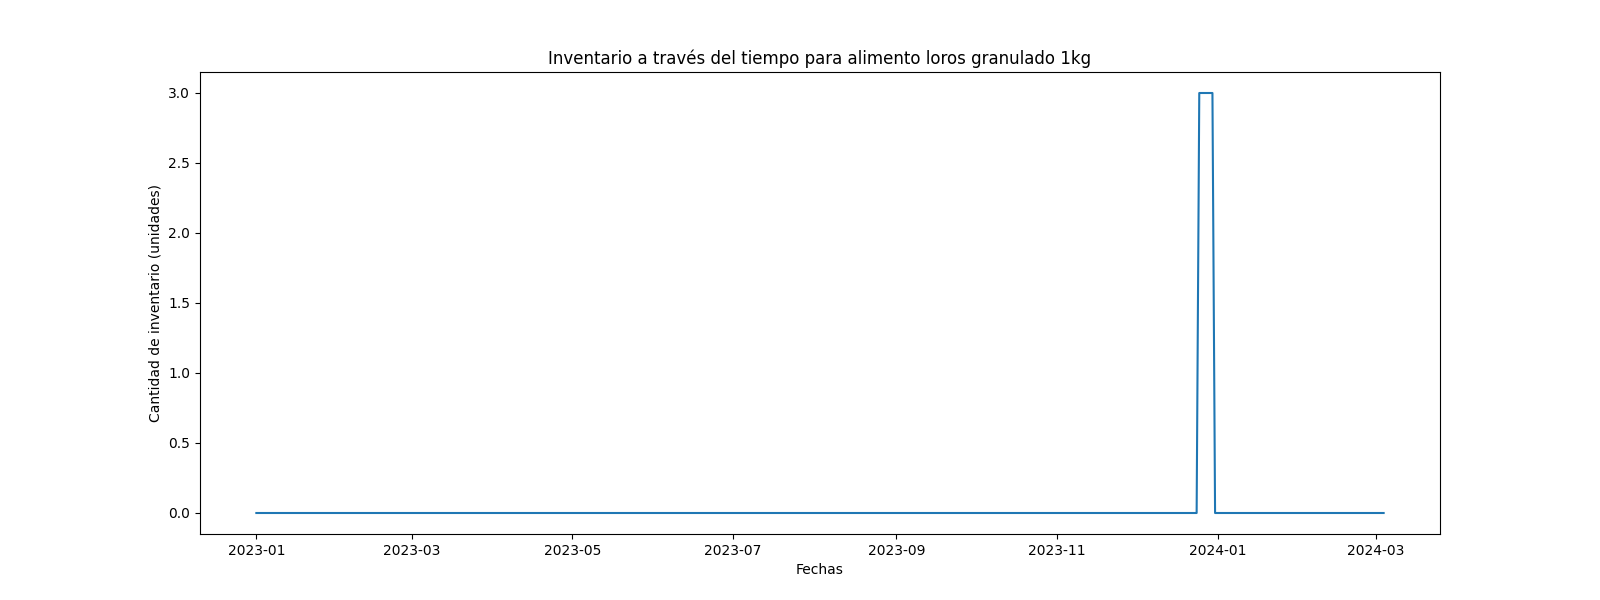 Inventario a través del tiempo para alimento loros granulado 1kg
Cantidad de inventario (unidades)
3.0
2.5
2.0
1.5
1.0
0.5
0.0
2023-01 2023-03 2023-05 2023-07 2023-09 2023-11 2024-01 2024-03
Fechas